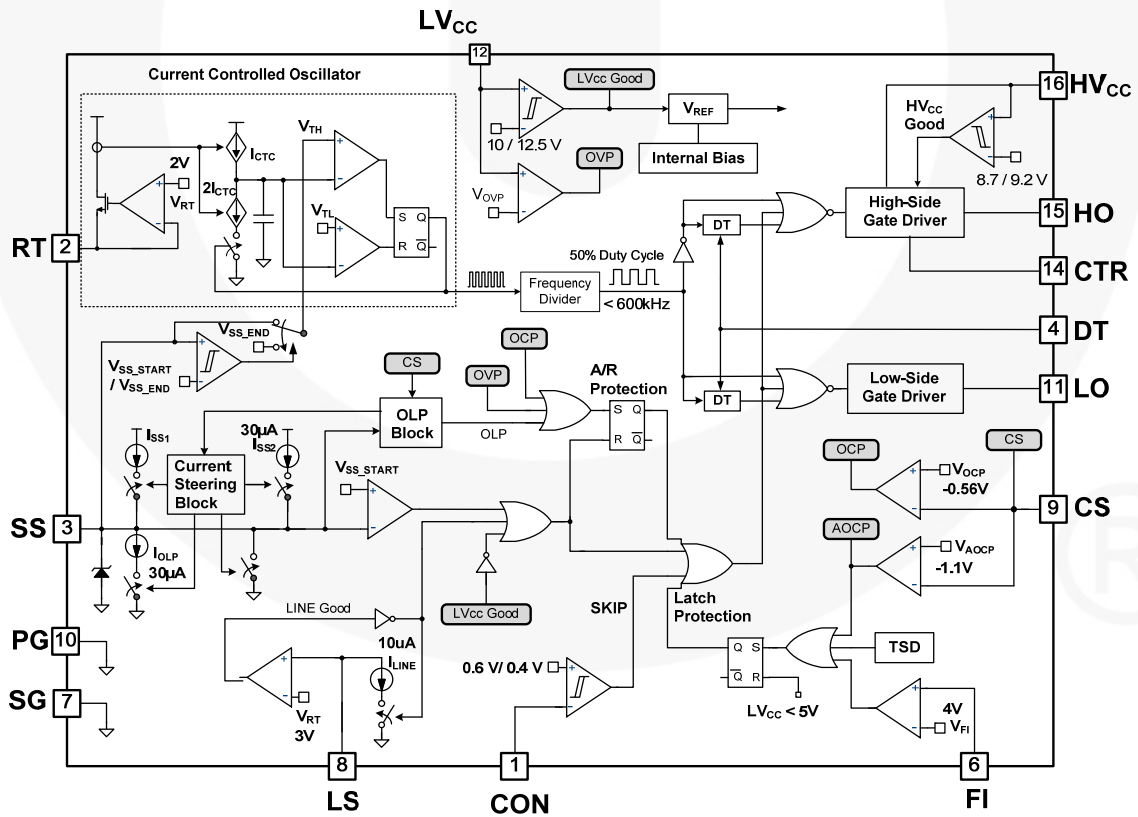 LVCC
12
Current Controlled Oscillator
LVcc Good
16 HVCC
VTH
+
-
10 / 12.5 V
VREF
HVCC
Good
+
-
ICTC
+
-
Internal Bias
OVP
8.7 / 9.2 V
2V
VRT
+
-
2ICTC
VOVP
+
-
High-Side
Gate Driver
15 HO
VTL
+
-
S Q
R Q
DT
RT 2
50% Duty Cycle
14 CTR
Frequency
Divider
< 600kHz
VSS_END
OCP
4 DT
VSS_START
/ VSS_END
+
-
CS
A/R
Protection
OVP
Low-Side
Gate Driver
11 LO
DT
OLP
Block
OLP
S Q
R Q
ISS1
30µA
ISS2
OCP
CS
Current
Steering
Block
VSS_START
+
-
+
-
VOCP
-0.56V
SS 3
9 CS
AOCP
IOLP
30µA
+
-
VAOCP
-1.1V
LINE Good
LVcc Good
SKIP
Latch
Protection
PG 10
10uA
ILINE
Q S
Q R
TSD
0.6 V/ 0.4 V
+
-
+
-
VRT
3V
LVCC < 5V
+
-
4V
VFI
SG 7
8
LS
1
CON
6
FI
R